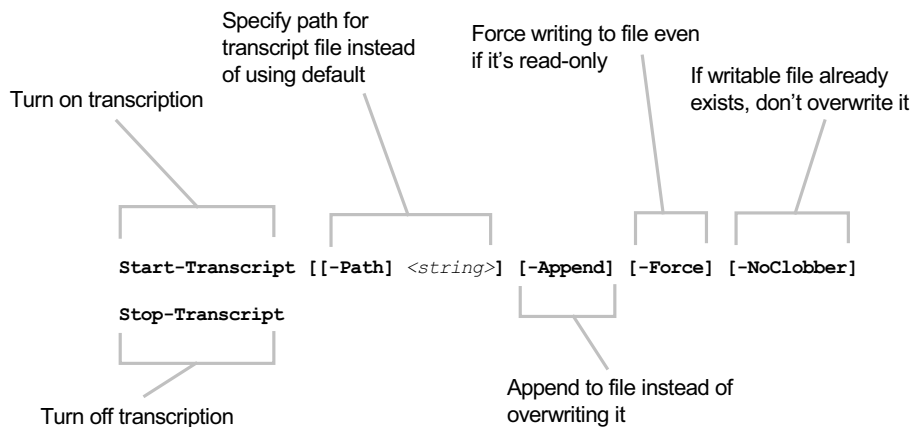 Specify path for
transcript file instead
of using default
Force writing to file even
if it's read-only
If writable file already
exists, don't overwrite it
Turn on transcription
Start-Transcript [[-Path] <string>] [-Append] [-Force] [-NoClobber]
Stop-Transcript
Append to file instead of
overwriting it
Turn off transcription